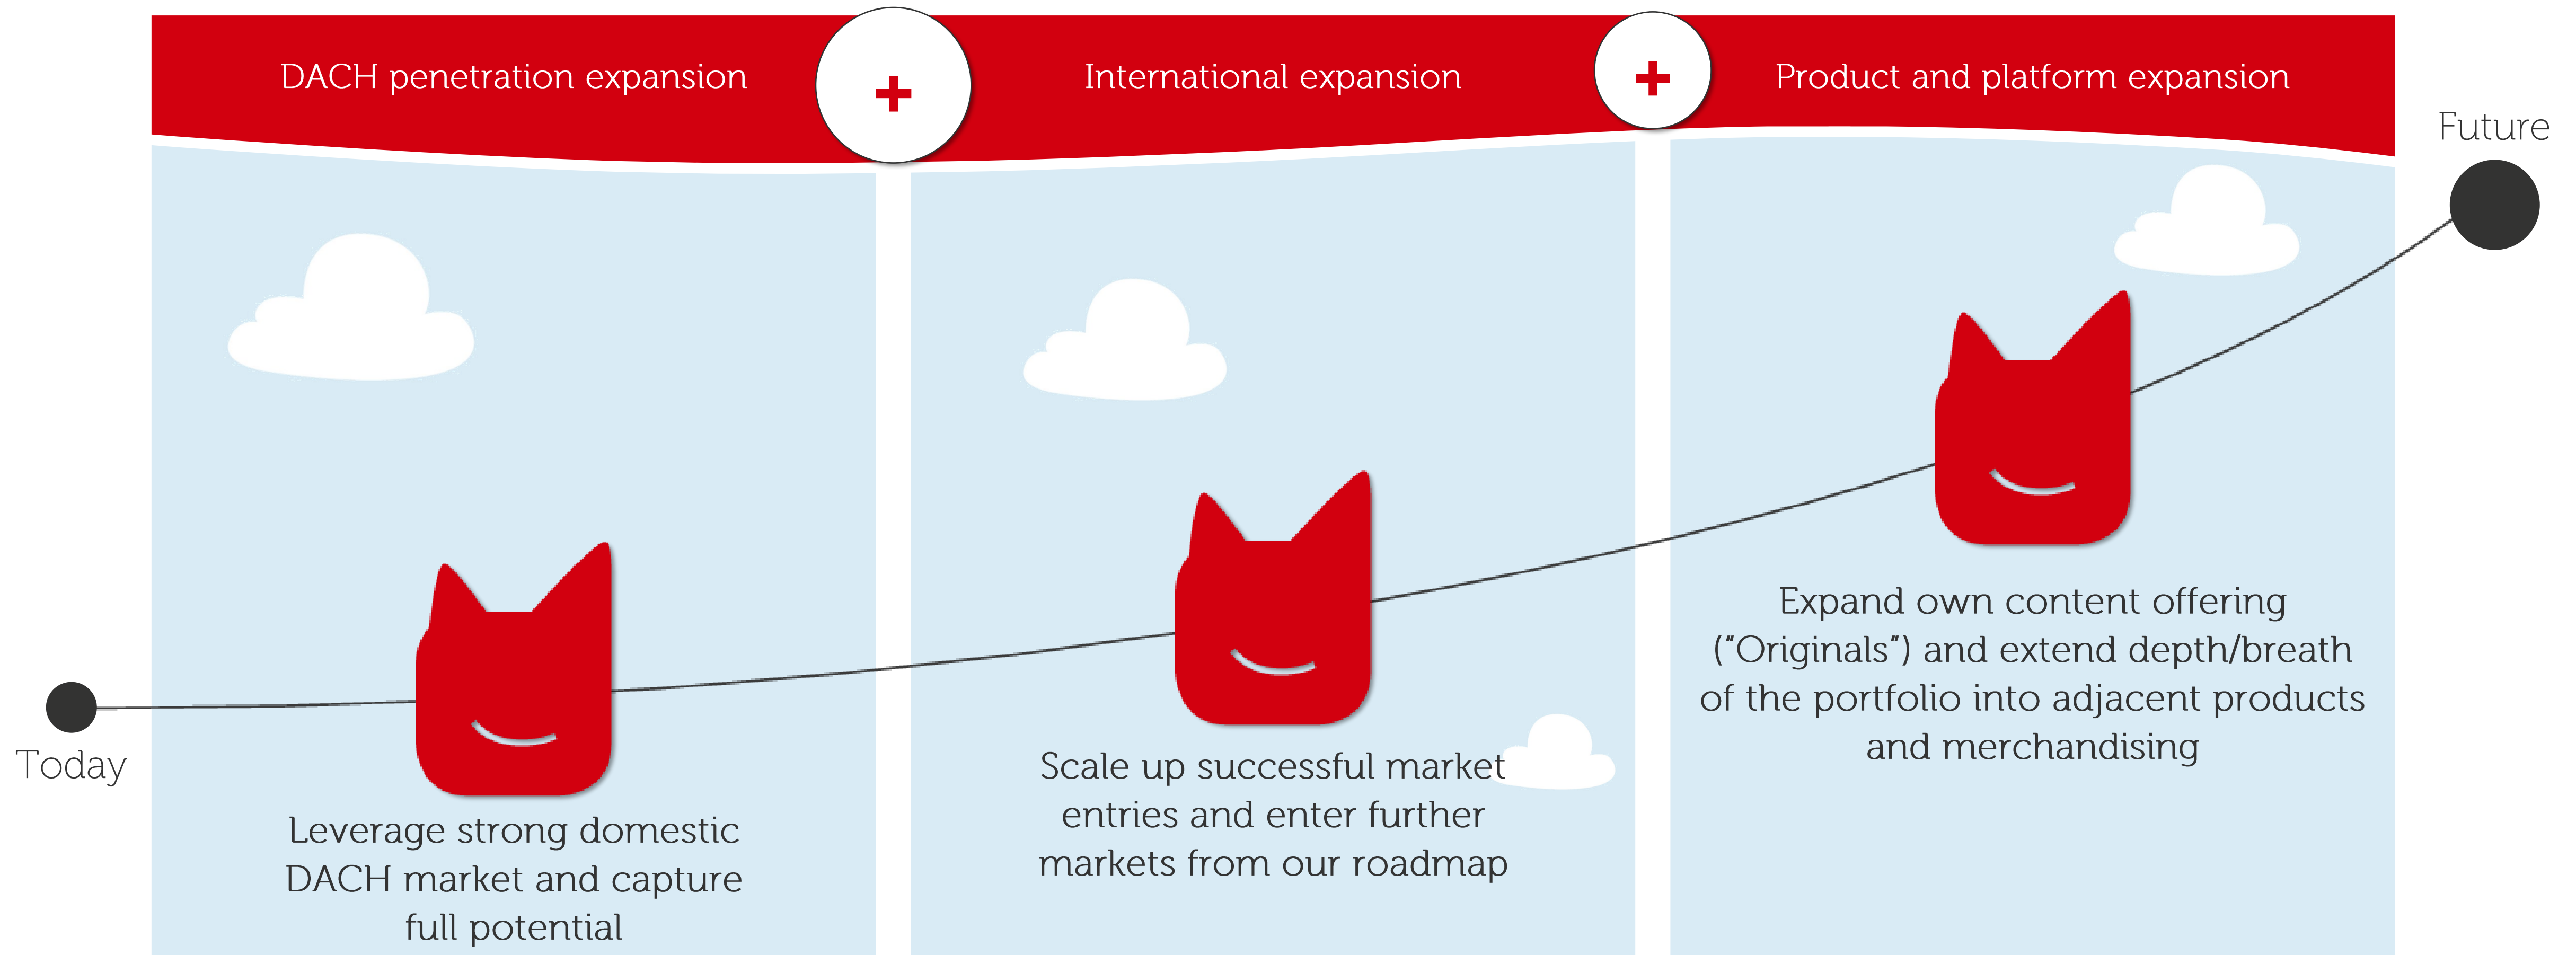 DACH penetration expansion
+
International expansion
+
Product and platform expansion
Future
Today
Leverage strong domestic
DACH market and capture
full potential
Scale up successful market
entries and enter further
markets from our roadmap
Expand own content offering
(“Originals”) and extend depth/breath
of the portfolio into adjacent products
and merchandising